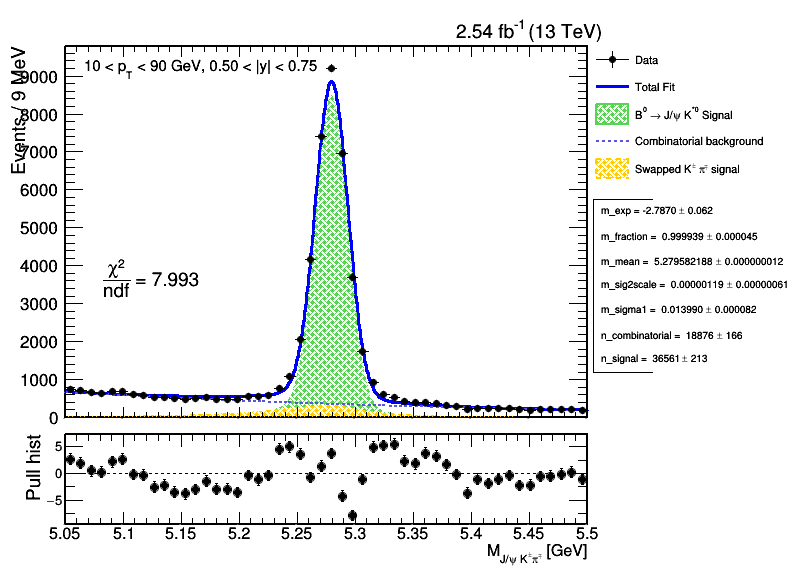 2.54 fb⁻¹ (13 TeV)
Events / 9 MeV
10 < p_T < 90 GeV, 0.50 < |y| < 0.75
9000
8000
7000
6000
5000
4000
3000
2000
1000
0
χ²/ndf = 7.993
Data
Total Fit
B⁰ → J/ψ K*⁰ Signal
Combinatorial background
Swapped K± π∓ signal
m_exp = -2.7870 ± 0.062
m_fraction = 0.999939 ± 0.000045
m_mean = 5.279582188 ± 0.000000012
m_sig2scale = 0.00000119 ± 0.00000061
m_sigma1 = 0.013990 ± 0.000082
n_combinatorial = 18876 ± 166
n_signal = 36561 ± 213
Pull hist
5
0
−5
5.05 5.1 5.15 5.2 5.25 5.3 5.35 5.4 5.45 5.5
M_J/ψ K±π∓ [GeV]